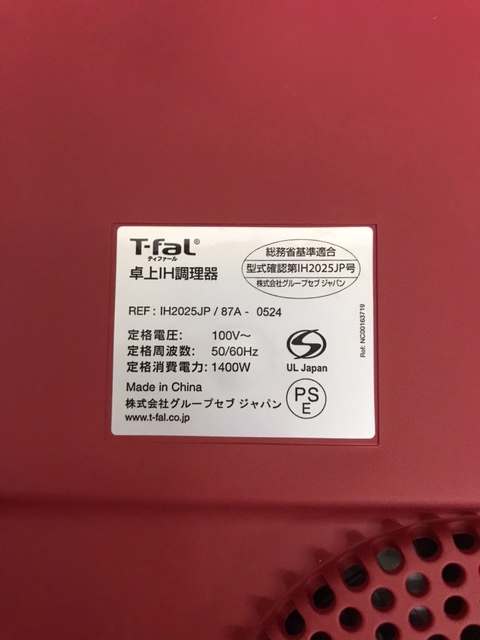 T-fal®
ティファール
卓上IH調理器
総務省基準適合
型式確認第IH2025JP号
株式会社グループセブ ジャパン
REF : IH2025JP / 87A - 0524
定格電圧: 100V～
定格周波数: 50/60Hz
定格消費電力: 1400W
S
UL Japan
Made in China
株式会社グループセブ ジャパン
www.t-fal.co.jp
PS
E
Ref. NC00163719